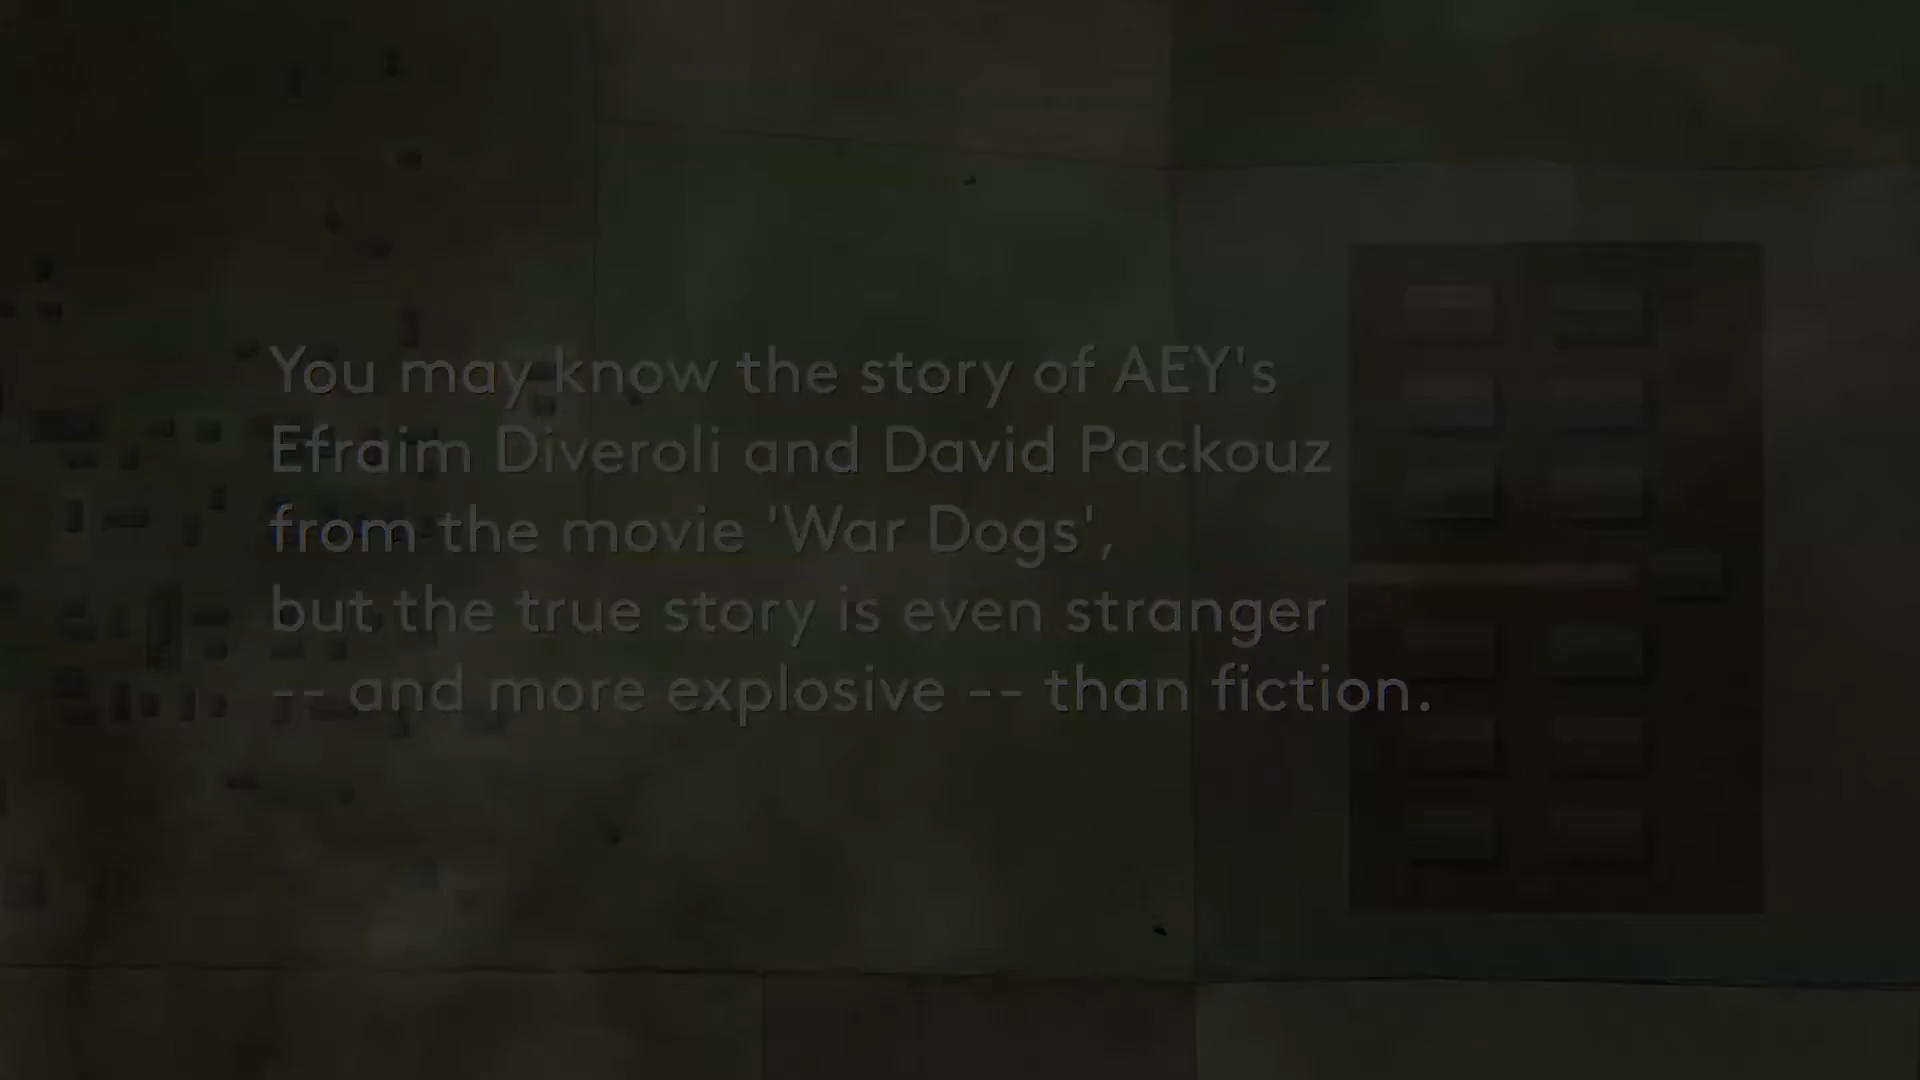 You may know the story of AEY's
Efraim Diveroli and David Packouz
from the movie 'War Dogs',
but the true story is even stranger
-- and more explosive -- than fiction.